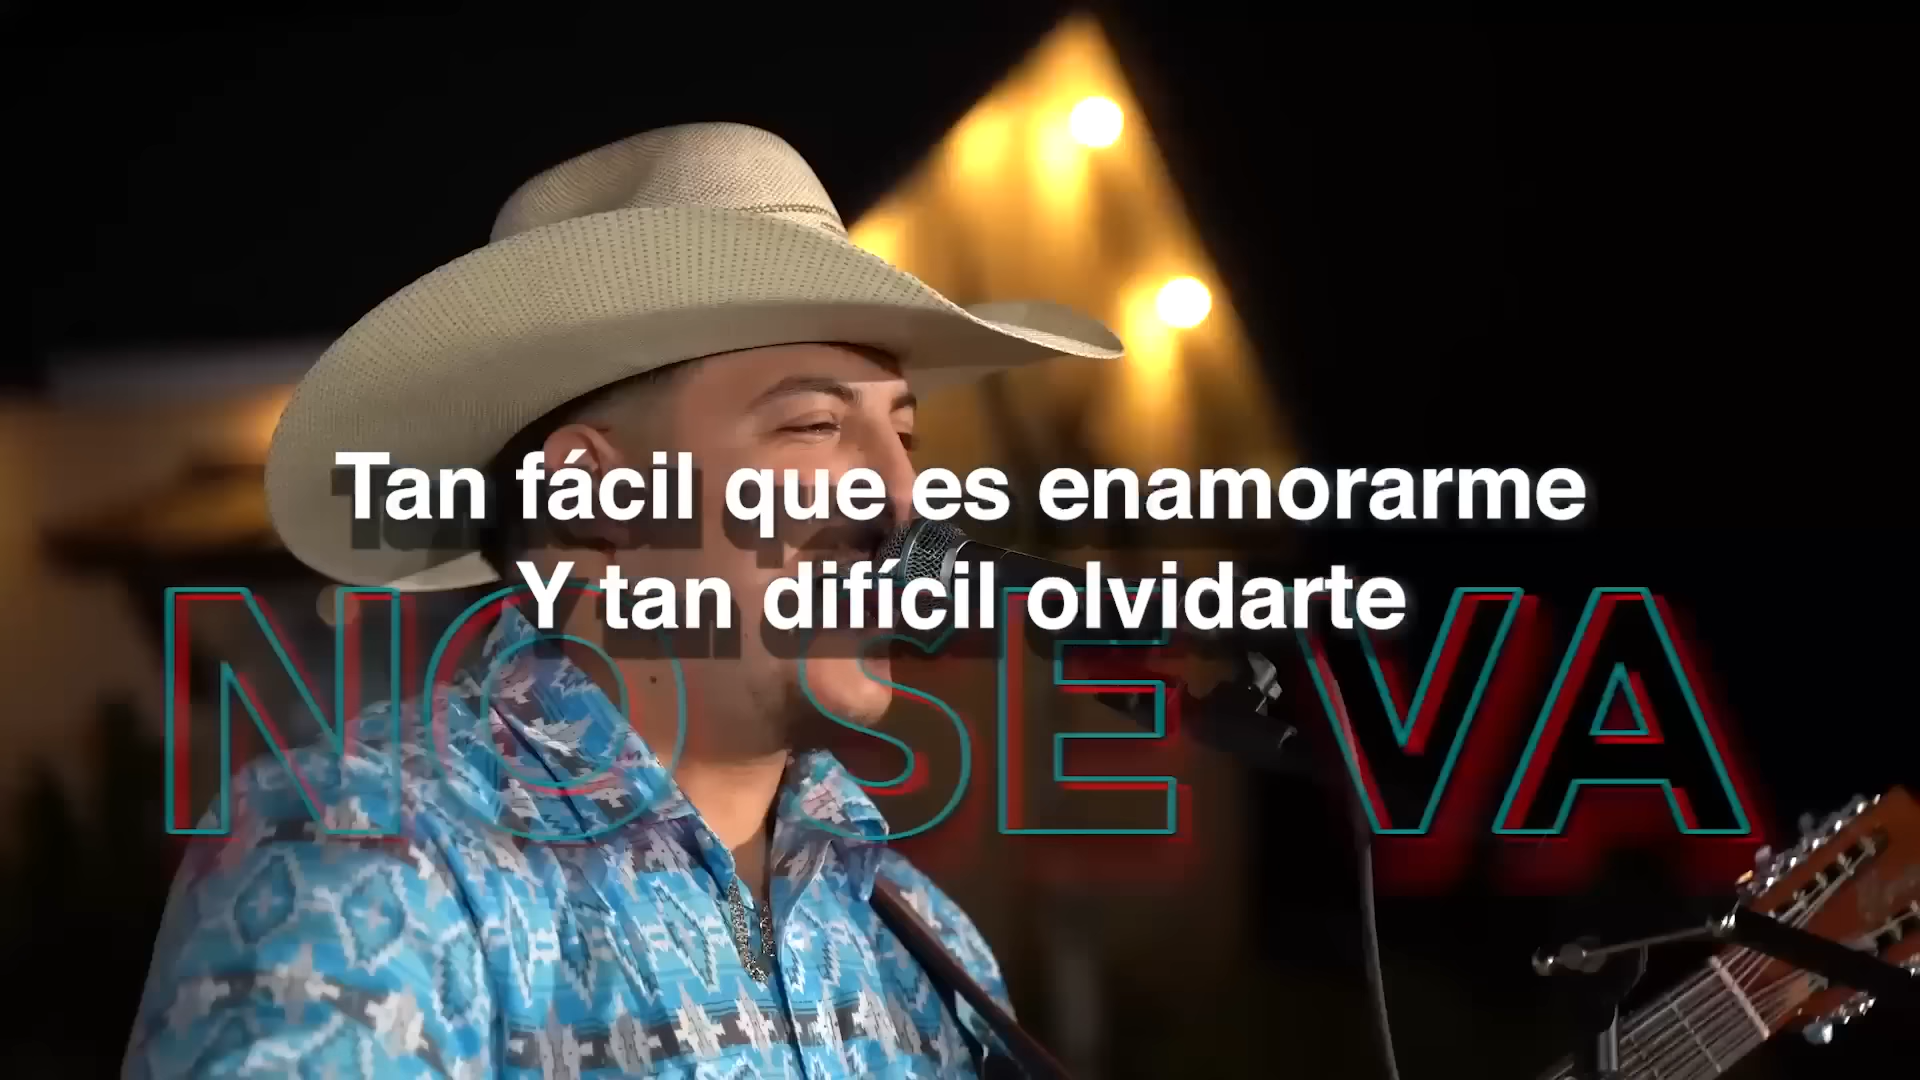 Tan fácil que es enamorarme
Y tan difícil olvidarte
NO SE VA